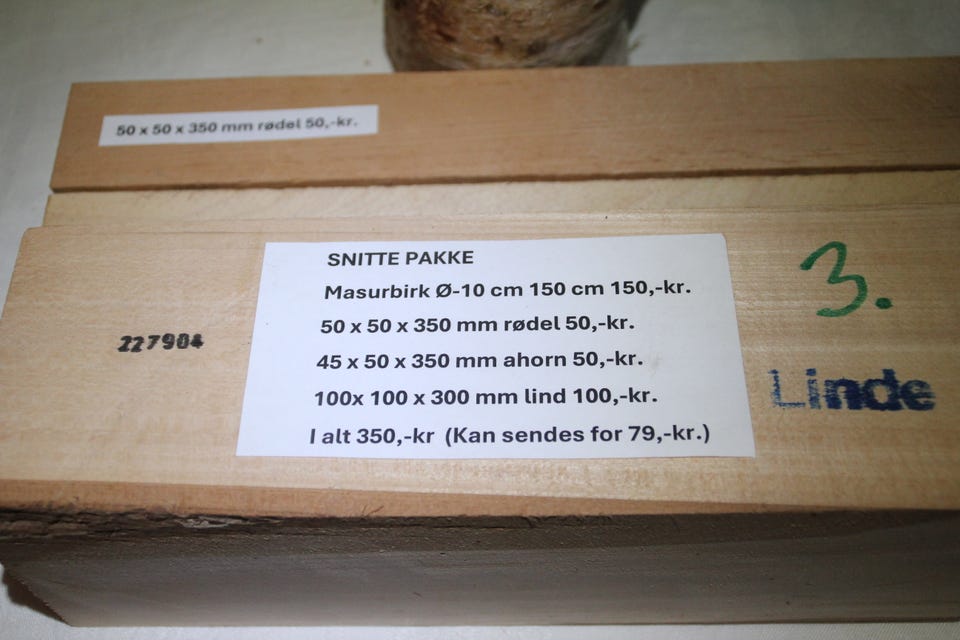 50 x 50 x 350 mm rødel 50,-kr.
SNITTE PAKKE
Masurbirk Ø-10 cm 150 cm 150,-kr.
50 x 50 x 350 mm rødel 50,-kr.
45 x 50 x 350 mm ahorn 50,-kr.
100x 100 x 300 mm lind 100,-kr.
I alt 350,-kr (Kan sendes for 79,-kr.)
227904
3.
Linde